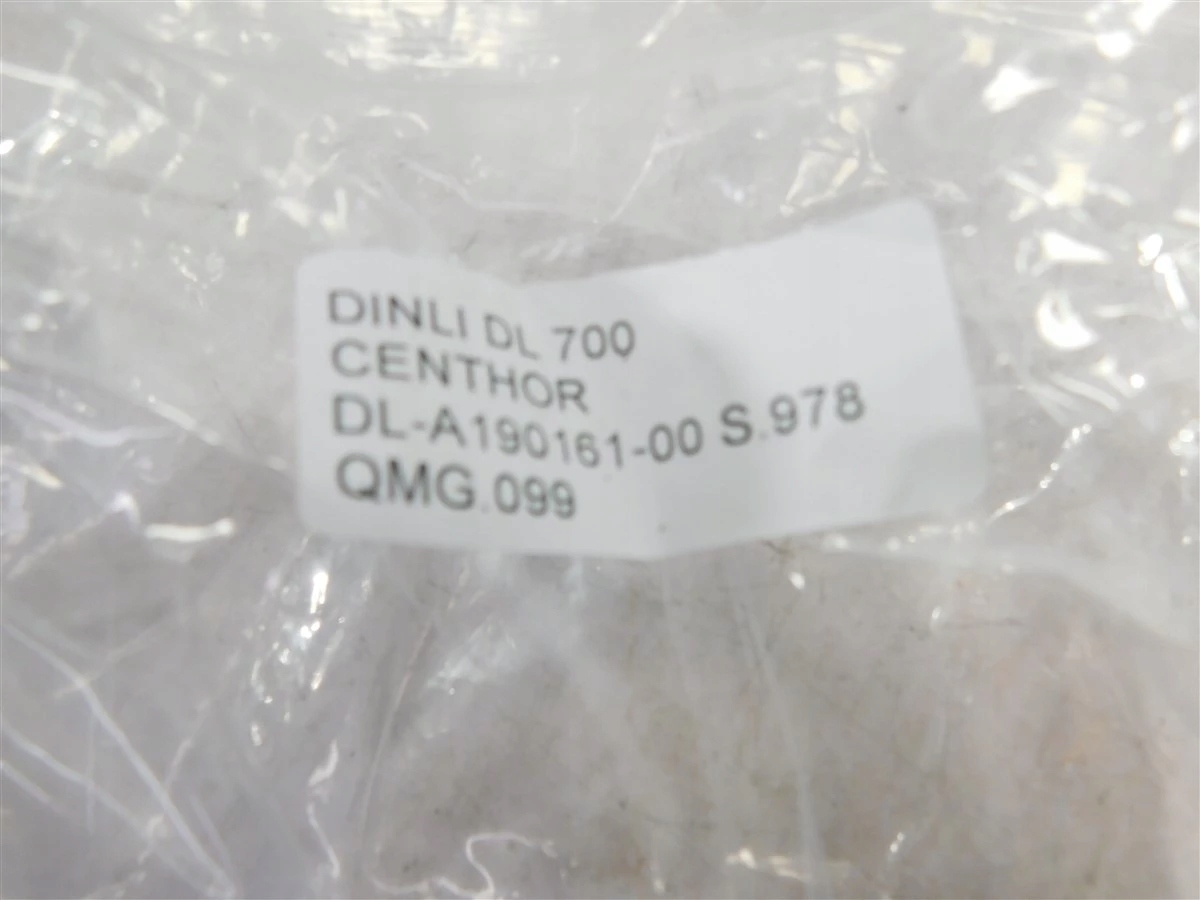 DINLI DL 700
CENTHOR
DL-A190161-00 S.978
QMG.099